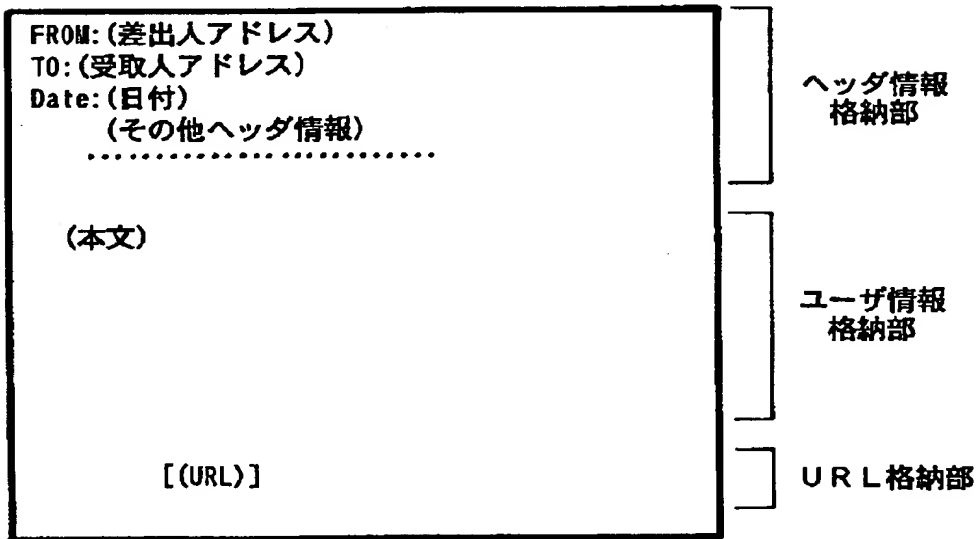 FROM:(差出人アドレス)
TO:(受取人アドレス)
Date:(日付)
(その他ヘッダ情報)
..........................
ヘッダ情報
格納部
(本文)
ユーザ情報
格納部
[(URL)]
URL格納部